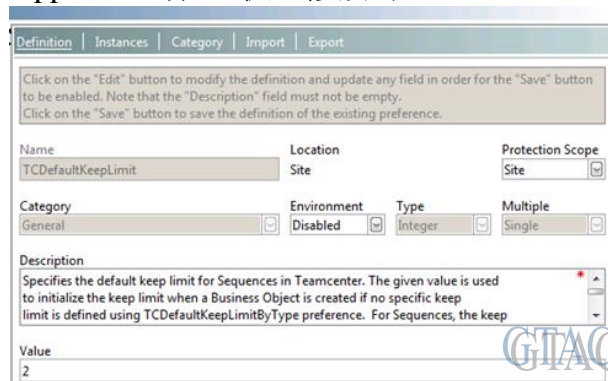 Definition | Instances | Category | Import | Export
Click on the "Edit" button to modify the definition and update any field in order for the "Save" button
to be enabled. Note that the "Description" field must not be empty.
Click on the "Save" button to save the definition of the existing preference.
Name Location Protection Scope
TCDefaultKeepLimit Site Site
Category Environment Type Multiple
General Disabled Integer Single
Description
Specifies the default keep limit for Sequences in Teamcenter. The given value is used
to initialize the keep limit when a Business Object is created if no specific keep
limit is defined using TCDefaultKeepLimitByType preference. For Sequences, the keep
GTAC
Value
2